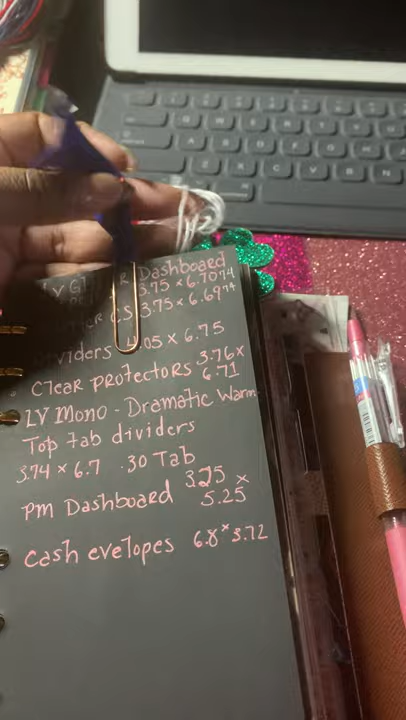 LV G R Dashboard
3.75 x 6.7074
C.S 3.75 x 6.6974
Dividers 4.05 x 6.75
Clear Protectors 3.76 x
6.71
LV Mono - Dramatic Warm
Top tab dividers
3.74 x 6.7 .30 Tab
PM Dashboard 3.25 x
5.25
Cash evelopes 6.8 x 3.72